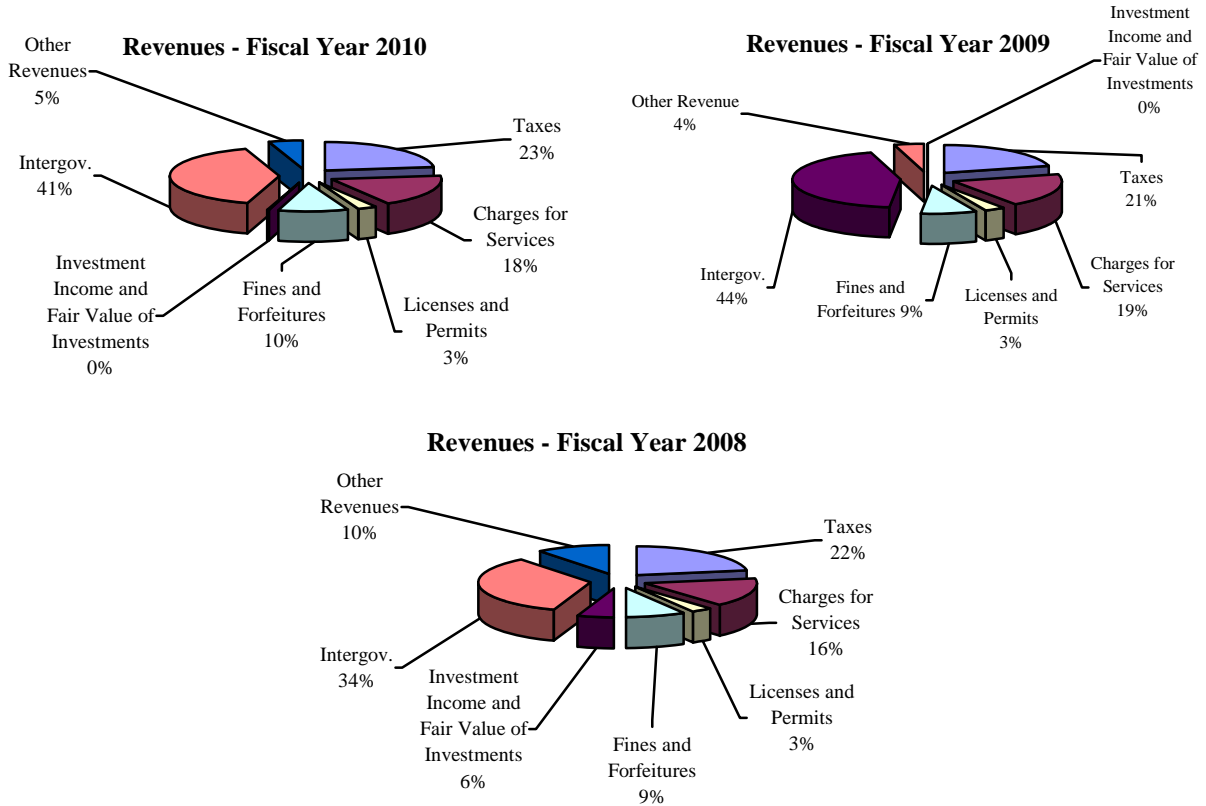 Revenues - Fiscal Year 2010
Other
Revenues
5%
Taxes
23%
Intergov.
41%
Charges for
Services
18%
Investment
Income and
Fair Value of
Investments
0%
Fines and
Forfeitures
10%
Licenses and
Permits
3%
Revenues - Fiscal Year 2009
Investment
Income and
Fair Value of
Investments
0%
Other Revenue
4%
Taxes
21%
Intergov.
44%
Fines and
Forfeitures 9%
Licenses and
Permits
3%
Charges for
Services
19%
Revenues - Fiscal Year 2008
Other
Revenues
10%
Taxes
22%
Charges for
Services
16%
Intergov.
34%
Investment
Income and
Fair Value of
Investments
6%
Fines and
Forfeitures
9%
Licenses and
Permits
3%